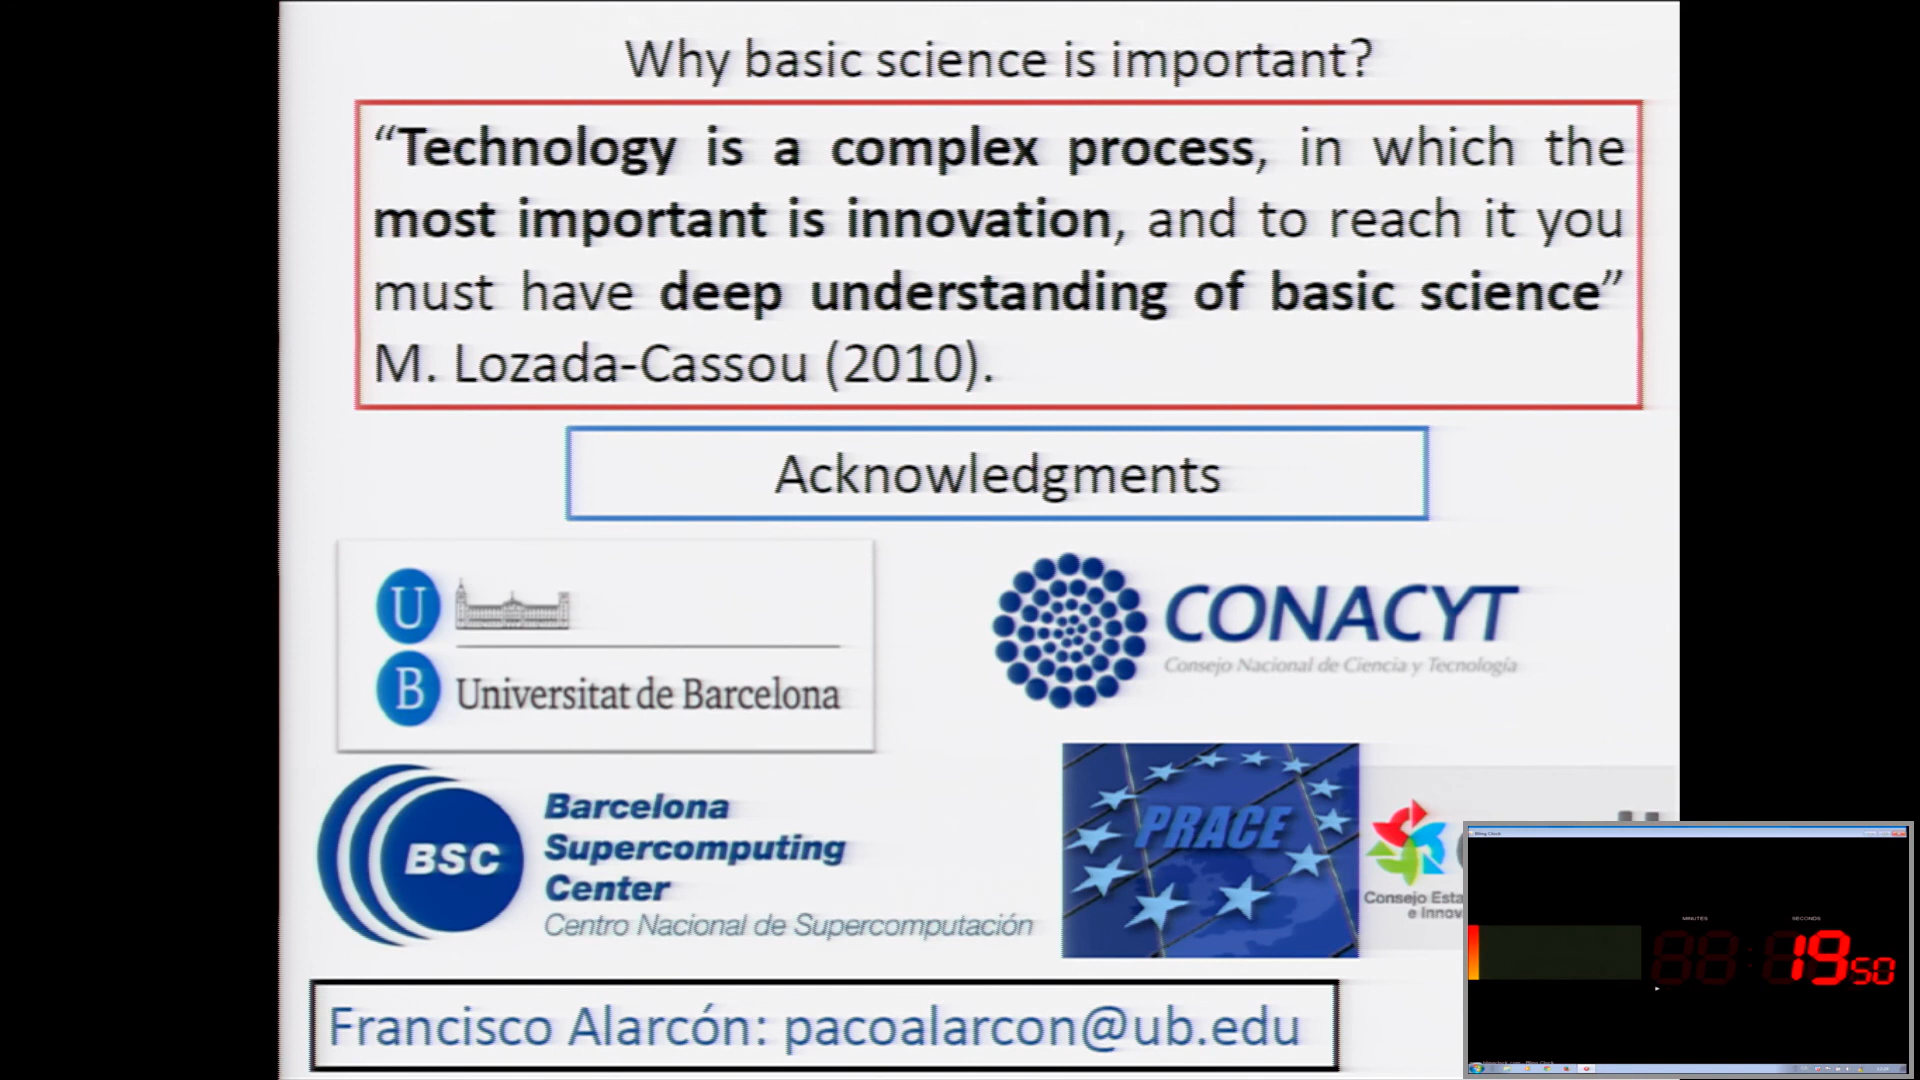 Why basic science is important?
“Technology is a complex process, in which the
most important is innovation, and to reach it you
must have deep understanding of basic science”
M. Lozada-Cassou (2010).
Acknowledgments
U
B
Universitat de Barcelona
CONACYT
Consejo Nacional de Ciencia y Tecnología
BSC
Barcelona
Supercomputing
Center
Centro Nacional de Supercomputación
PRACE
Consejo Esta
e Innov
MINUTES
SECONDS
19 50
Francisco Alarcón: pacoalarcon@ub.edu